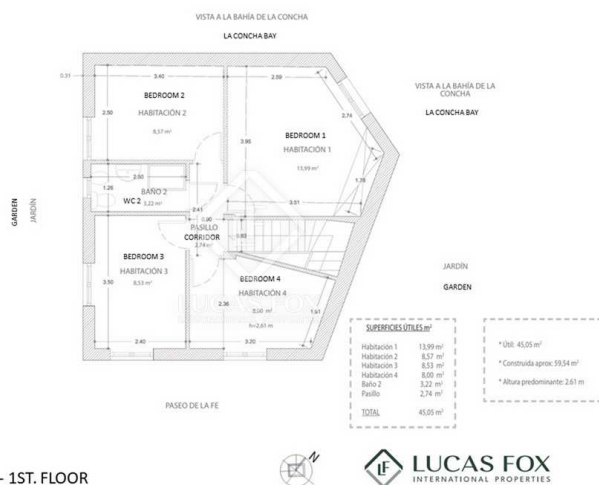 VISTA A LA BAHÍA DE LA CONCHA
LA CONCHA BAY
VISTA A LA BAHÍA DE LA
CONCHA
LA CONCHA BAY
0.31
3.40
2.59
BEDROOM 2
HABITACIÓN 2
8,57 m²
2.50
2.74
BEDROOM 1
HABITACIÓN 1
13,99 m²
3.95
2.50
1.26
BAÑO 2
WC 2
3,22 m²
3.51
2.41
0.90
PASILLO
CORRIDOR
2,74 m²
0.83
GARDEN
JARDÍN
BEDROOM 3
HABITACIÓN 3
8,53 m²
3.50
BEDROOM 4
HABITACIÓN 4
8,00 m²
h=2,61 m
2.36
1.61
2.40
3.20
LUCAS FOX
JARDÍN
GARDEN
PASEO DE LA FE
SUPERFICIES ÚTILES m²
Habitación 1 13,99 m²
Habitación 2 8,57 m²
Habitación 3 8,53 m²
Habitación 4 8,00 m²
Baño 2 3,22 m²
Pasillo 2,74 m²
TOTAL 45,05 m²
* Útil: 45,05 m²
* Construida aprox: 59,54 m²
* Altura predominante: 2.61 m
- 1ST. FLOOR
N
LF
LUCAS FOX
INTERNATIONAL PROPERTIES